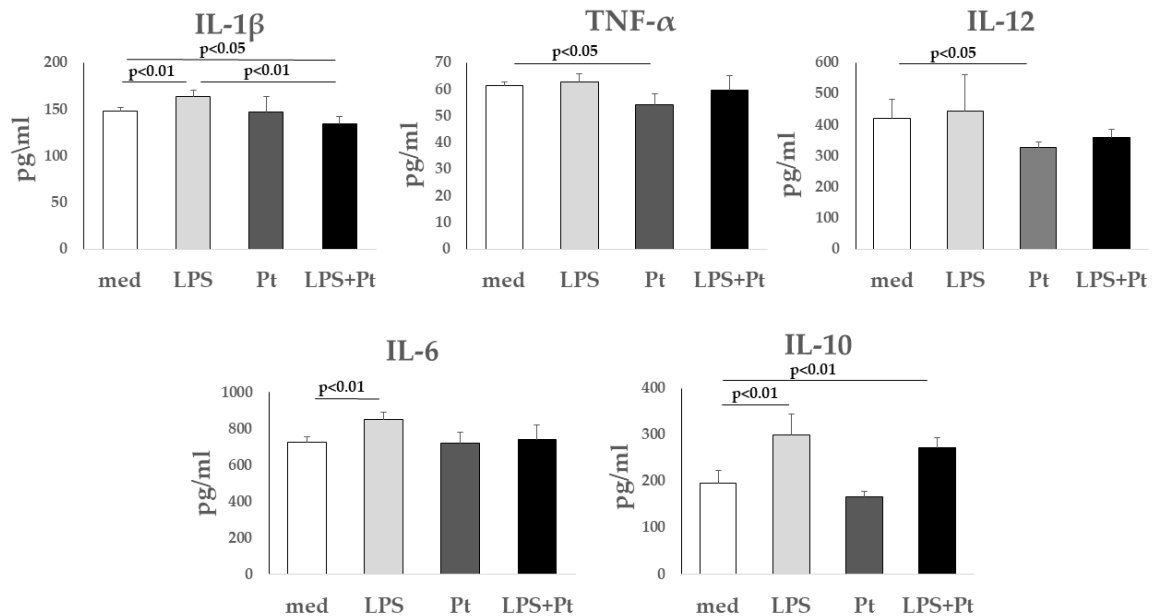 IL-1β
p<0.05
p<0.01 p<0.01
200
150
100
50
0
pg\ml
med LPS Pt LPS+Pt
TNF-α
p<0.05
70
60
50
40
30
20
10
0
pg/ml
med LPS Pt LPS+Pt
IL-12
p<0.05
600
500
400
300
200
100
0
pg/ml
med LPS Pt LPS+Pt
IL-6
p<0.01
1000
800
600
400
200
0
pg/ml
med LPS Pt LPS+Pt
IL-10
p<0.01
p<0.01
400
300
200
100
0
pg/ml
med LPS Pt LPS+Pt